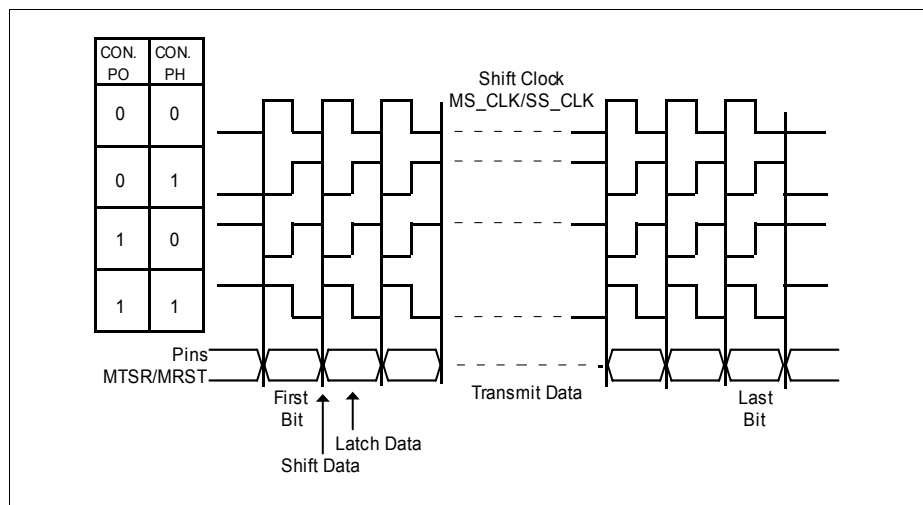 CON. PO
CON. PH
Shift Clock
MS_CLK/SS_CLK
0 0
0 1
1 0
1 1
Pins
MTSR/MRST
First
Bit
Transmit Data
Last
Bit
Latch Data
Shift Data